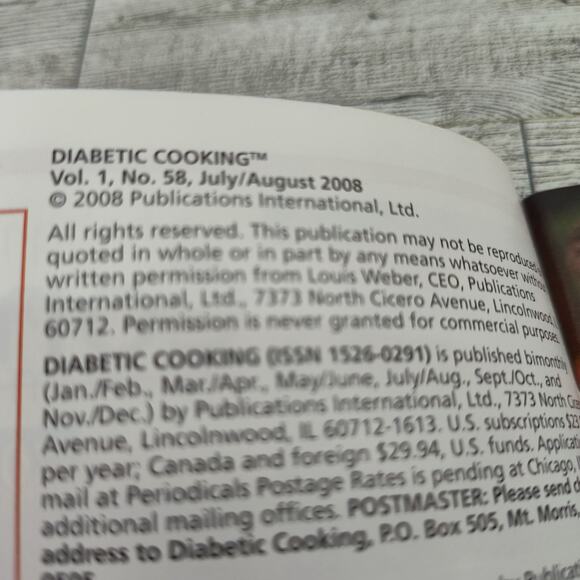 DIABETIC COOKING™
Vol. 1, No. 58, July/August 2008
© 2008 Publications International, Ltd.
All rights reserved. This publication may not be reproduced
quoted in whole or in part by any means whatsoever without
written permission from Louis Weber, CEO, Publications
International, Ltd., 7373 North Cicero Avenue, Lincolnwood,
60712. Permission is never granted for commercial purposes
DIABETIC COOKING (ISSN 1526-0291) is published bimonthly
(Jan./Feb., Mar./Apr., May/June, July/Aug., Sept./Oct., and
Nov./Dec.) by Publications International, Ltd., 7373 North
Avenue, Lincolnwood, IL 60712-1613. U.S. subscriptions
per year; Canada and foreign $29.94, U.S. funds.
mail at Periodicals Postage Rates is pending at Chicago,
additional mailing offices. POSTMASTER: Please send
address to Diabetic Cooking, P.O. Box 505, Mt. Morris,